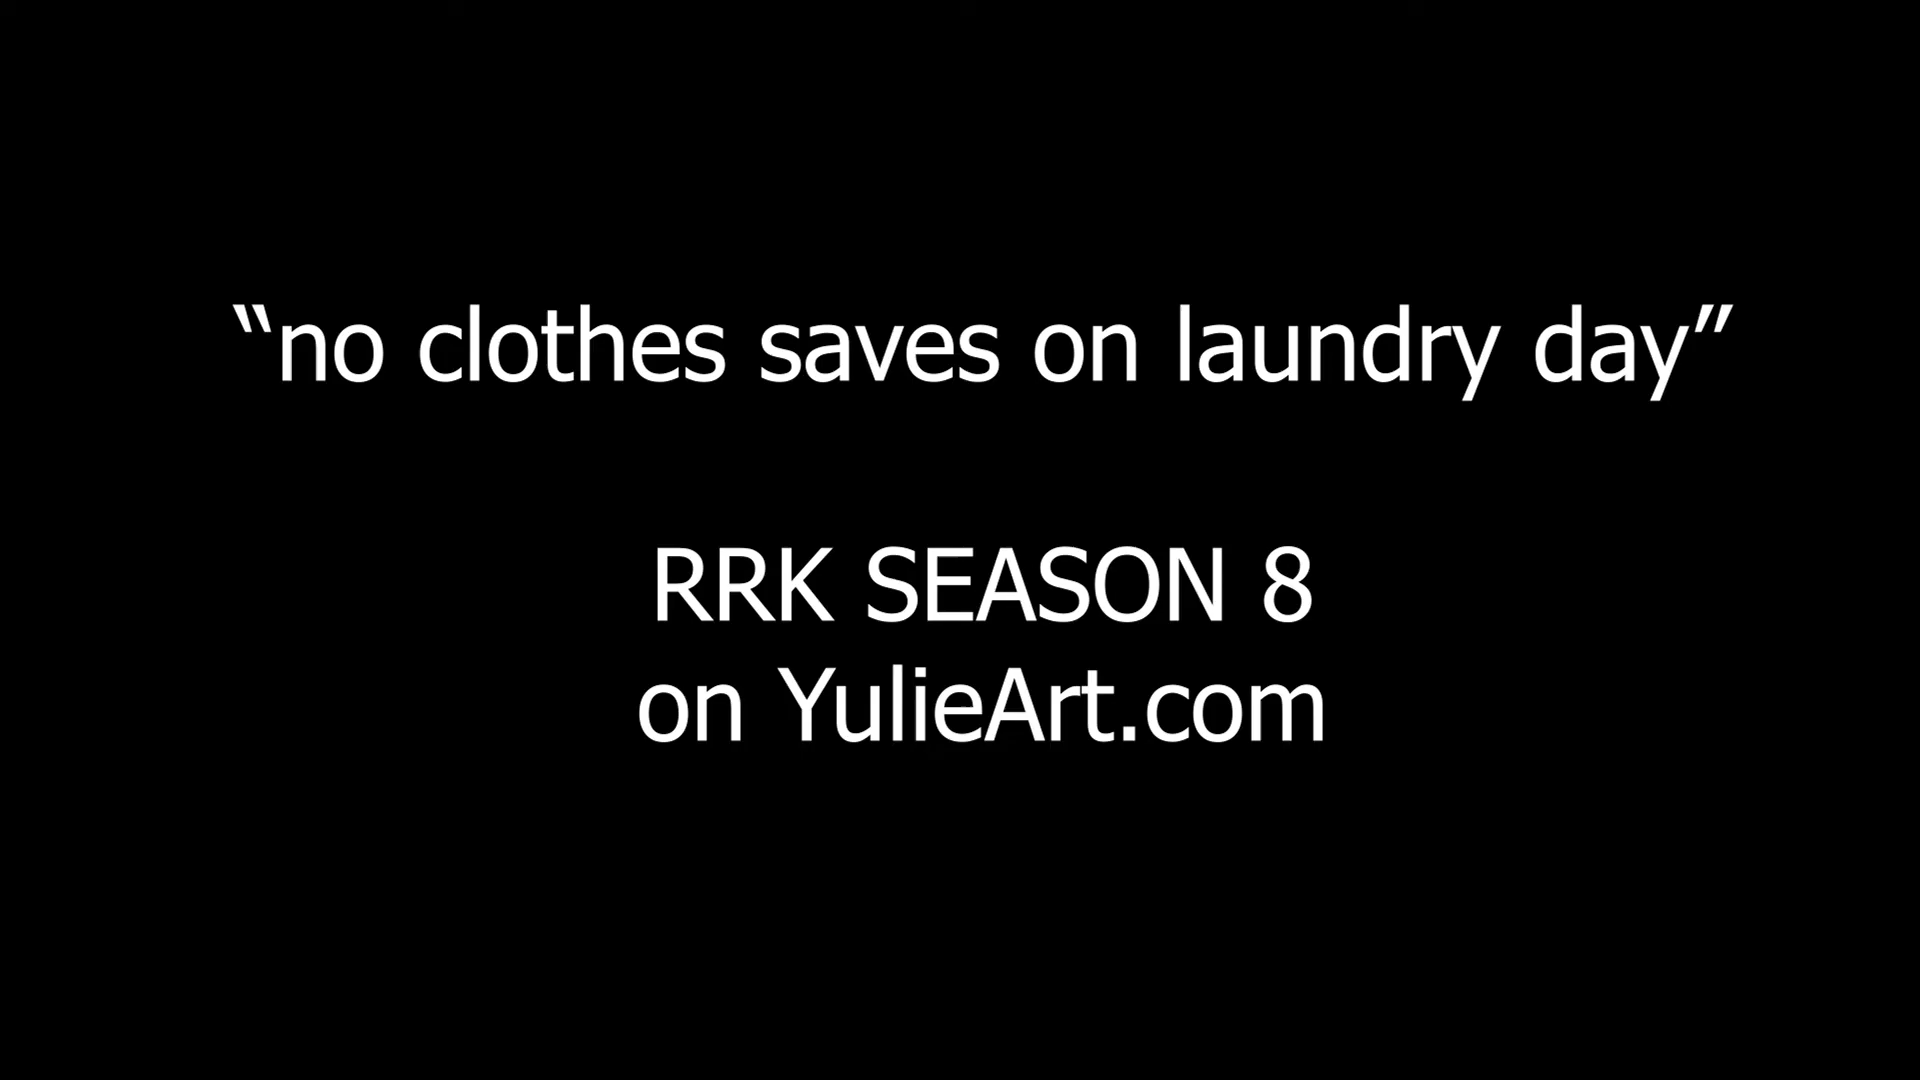 “no clothes saves on laundry day”
RRK SEASON 8
on YulieArt.com